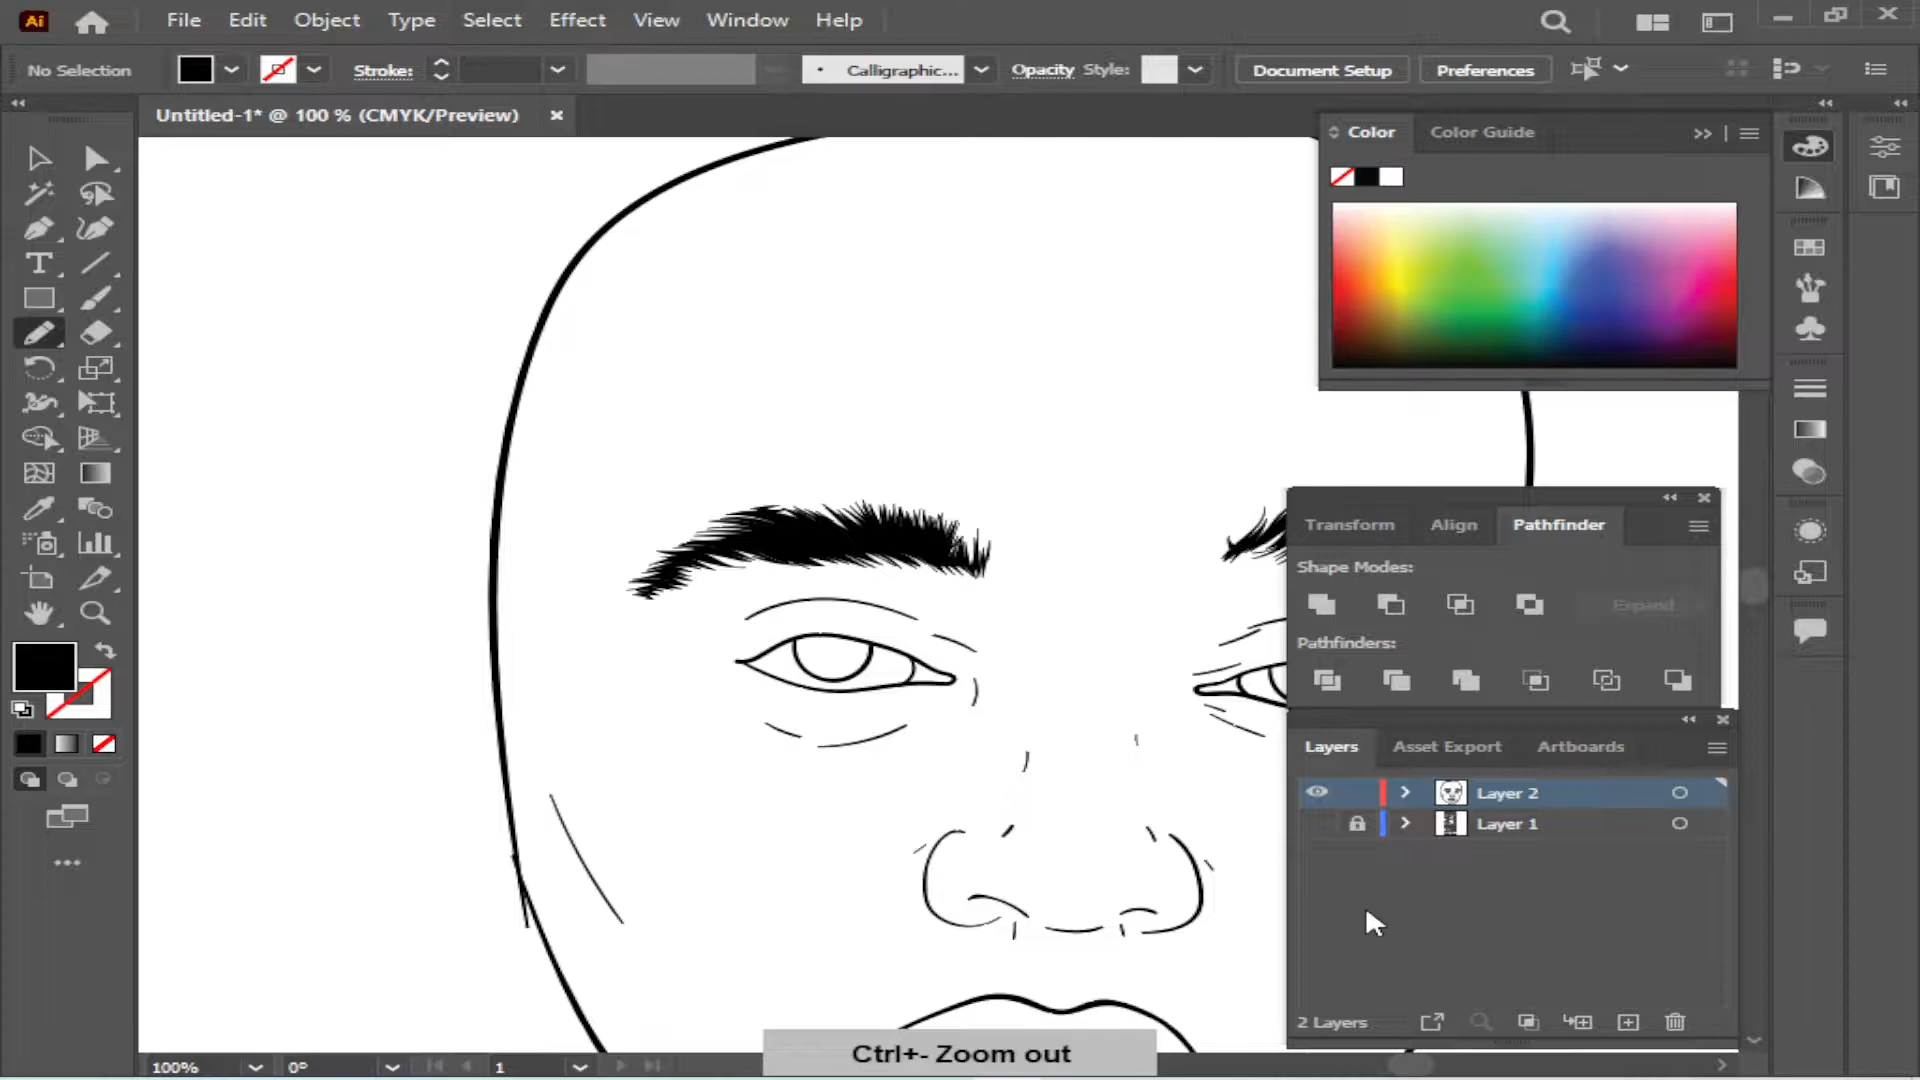 Ai File Edit Object Type Select Effect View Window Help
No Selection Stroke: Calligraphic... Opacity Style: Document Setup Preferences
Untitled-1* @ 100 % (CMYK/Preview)
Color Color Guide
Transform Align Pathfinder
Shape Modes:
Expand
Pathfinders:
Layers Asset Export Artboards
Layer 2
Layer 1
2 Layers
Ctrl+- Zoom out
100% 0° 1